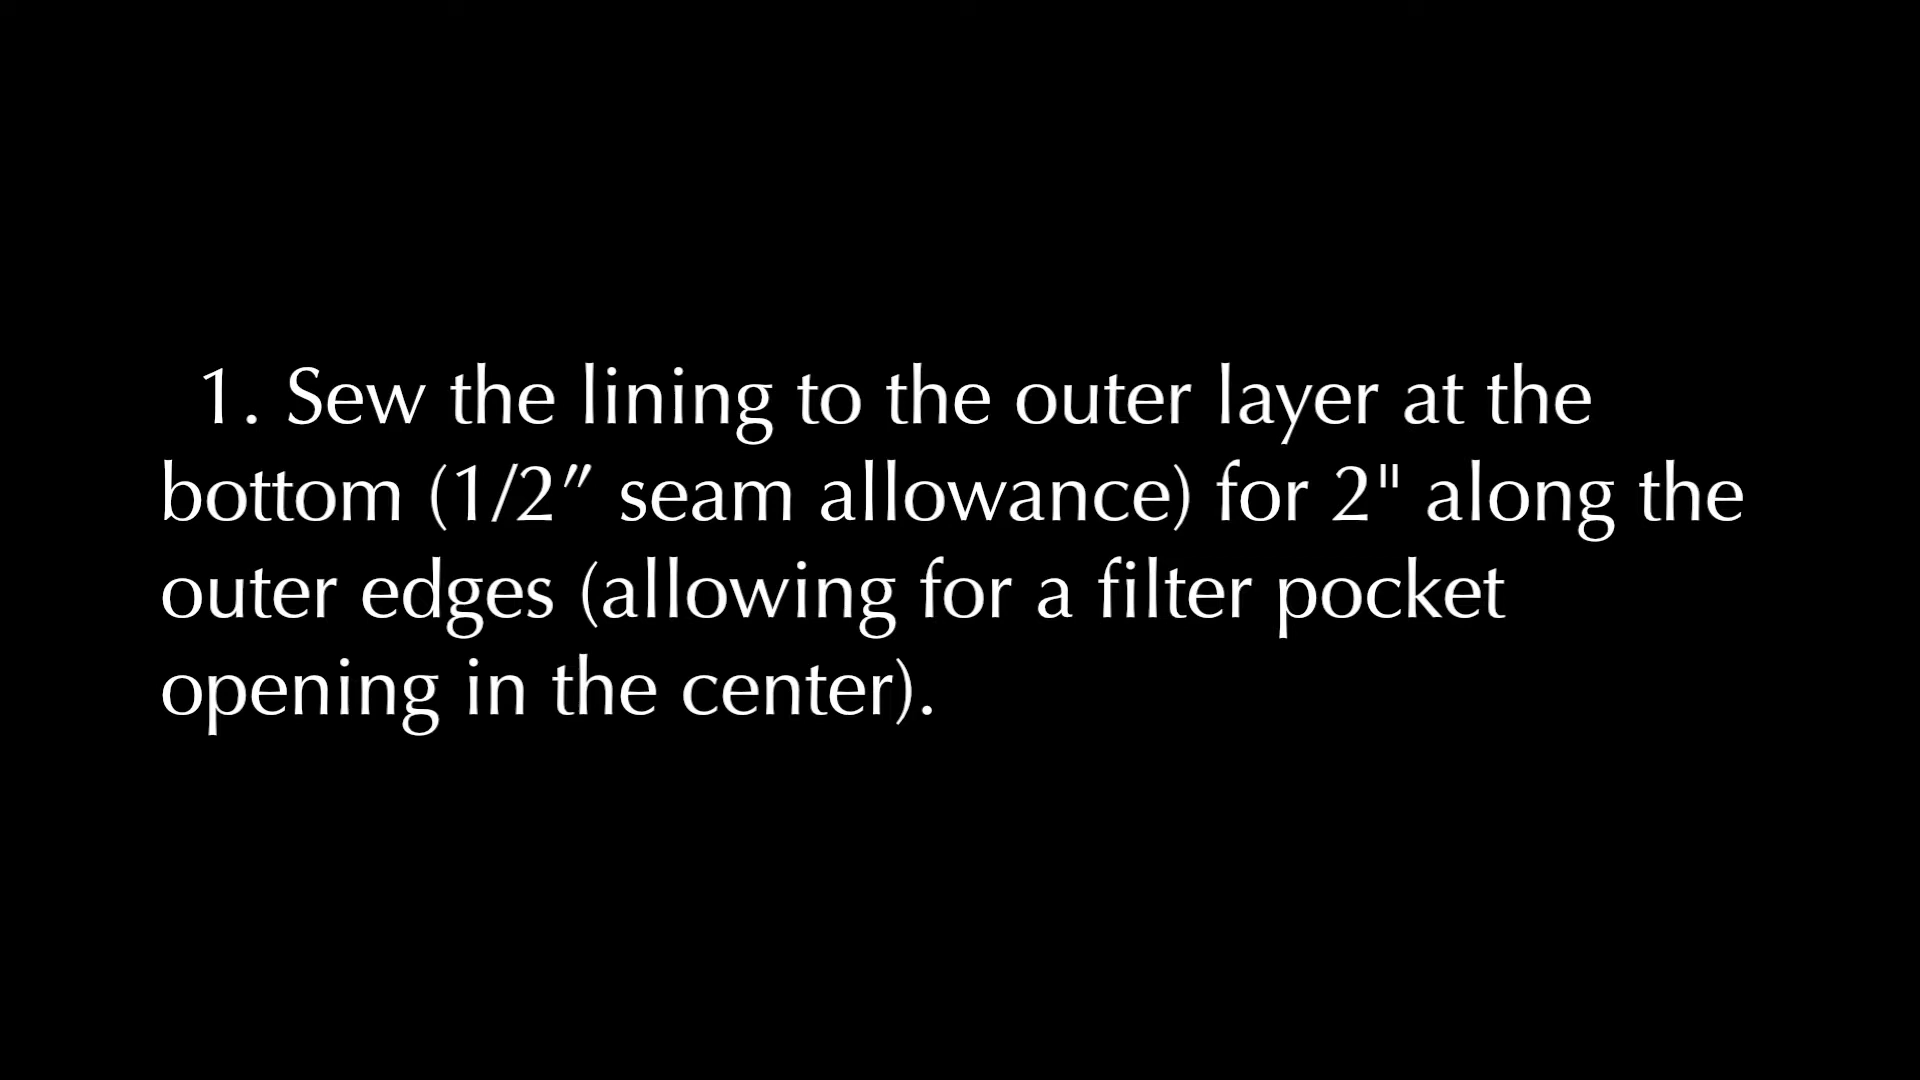 1. Sew the lining to the outer layer at the
bottom (1/2″ seam allowance) for 2" along the
outer edges (allowing for a filter pocket
opening in the center).